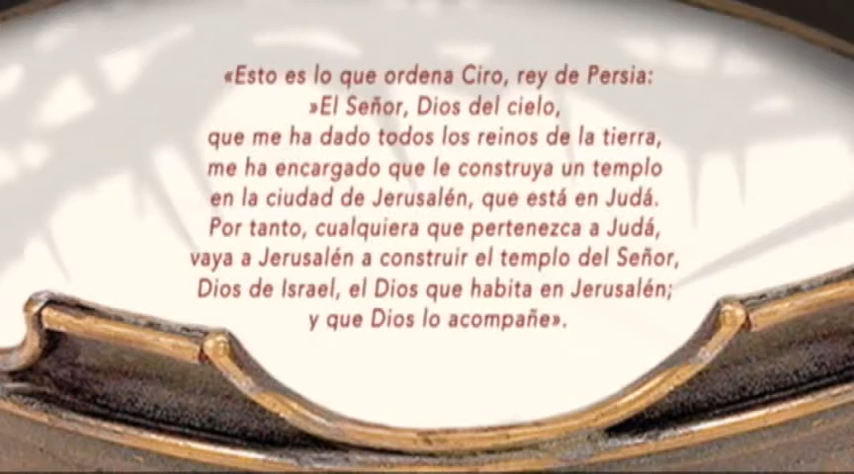 «Esto es lo que ordena Ciro, rey de Persia:
»El Señor, Dios del cielo,
que me ha dado todos los reinos de la tierra,
me ha encargado que le construya un templo
en la ciudad de Jerusalén, que está en Judá.
Por tanto, cualquiera que pertenezca a Judá,
vaya a Jerusalén a construir el templo del Señor,
Dios de Israel, el Dios que habita en Jerusalén;
y que Dios lo acompañe».